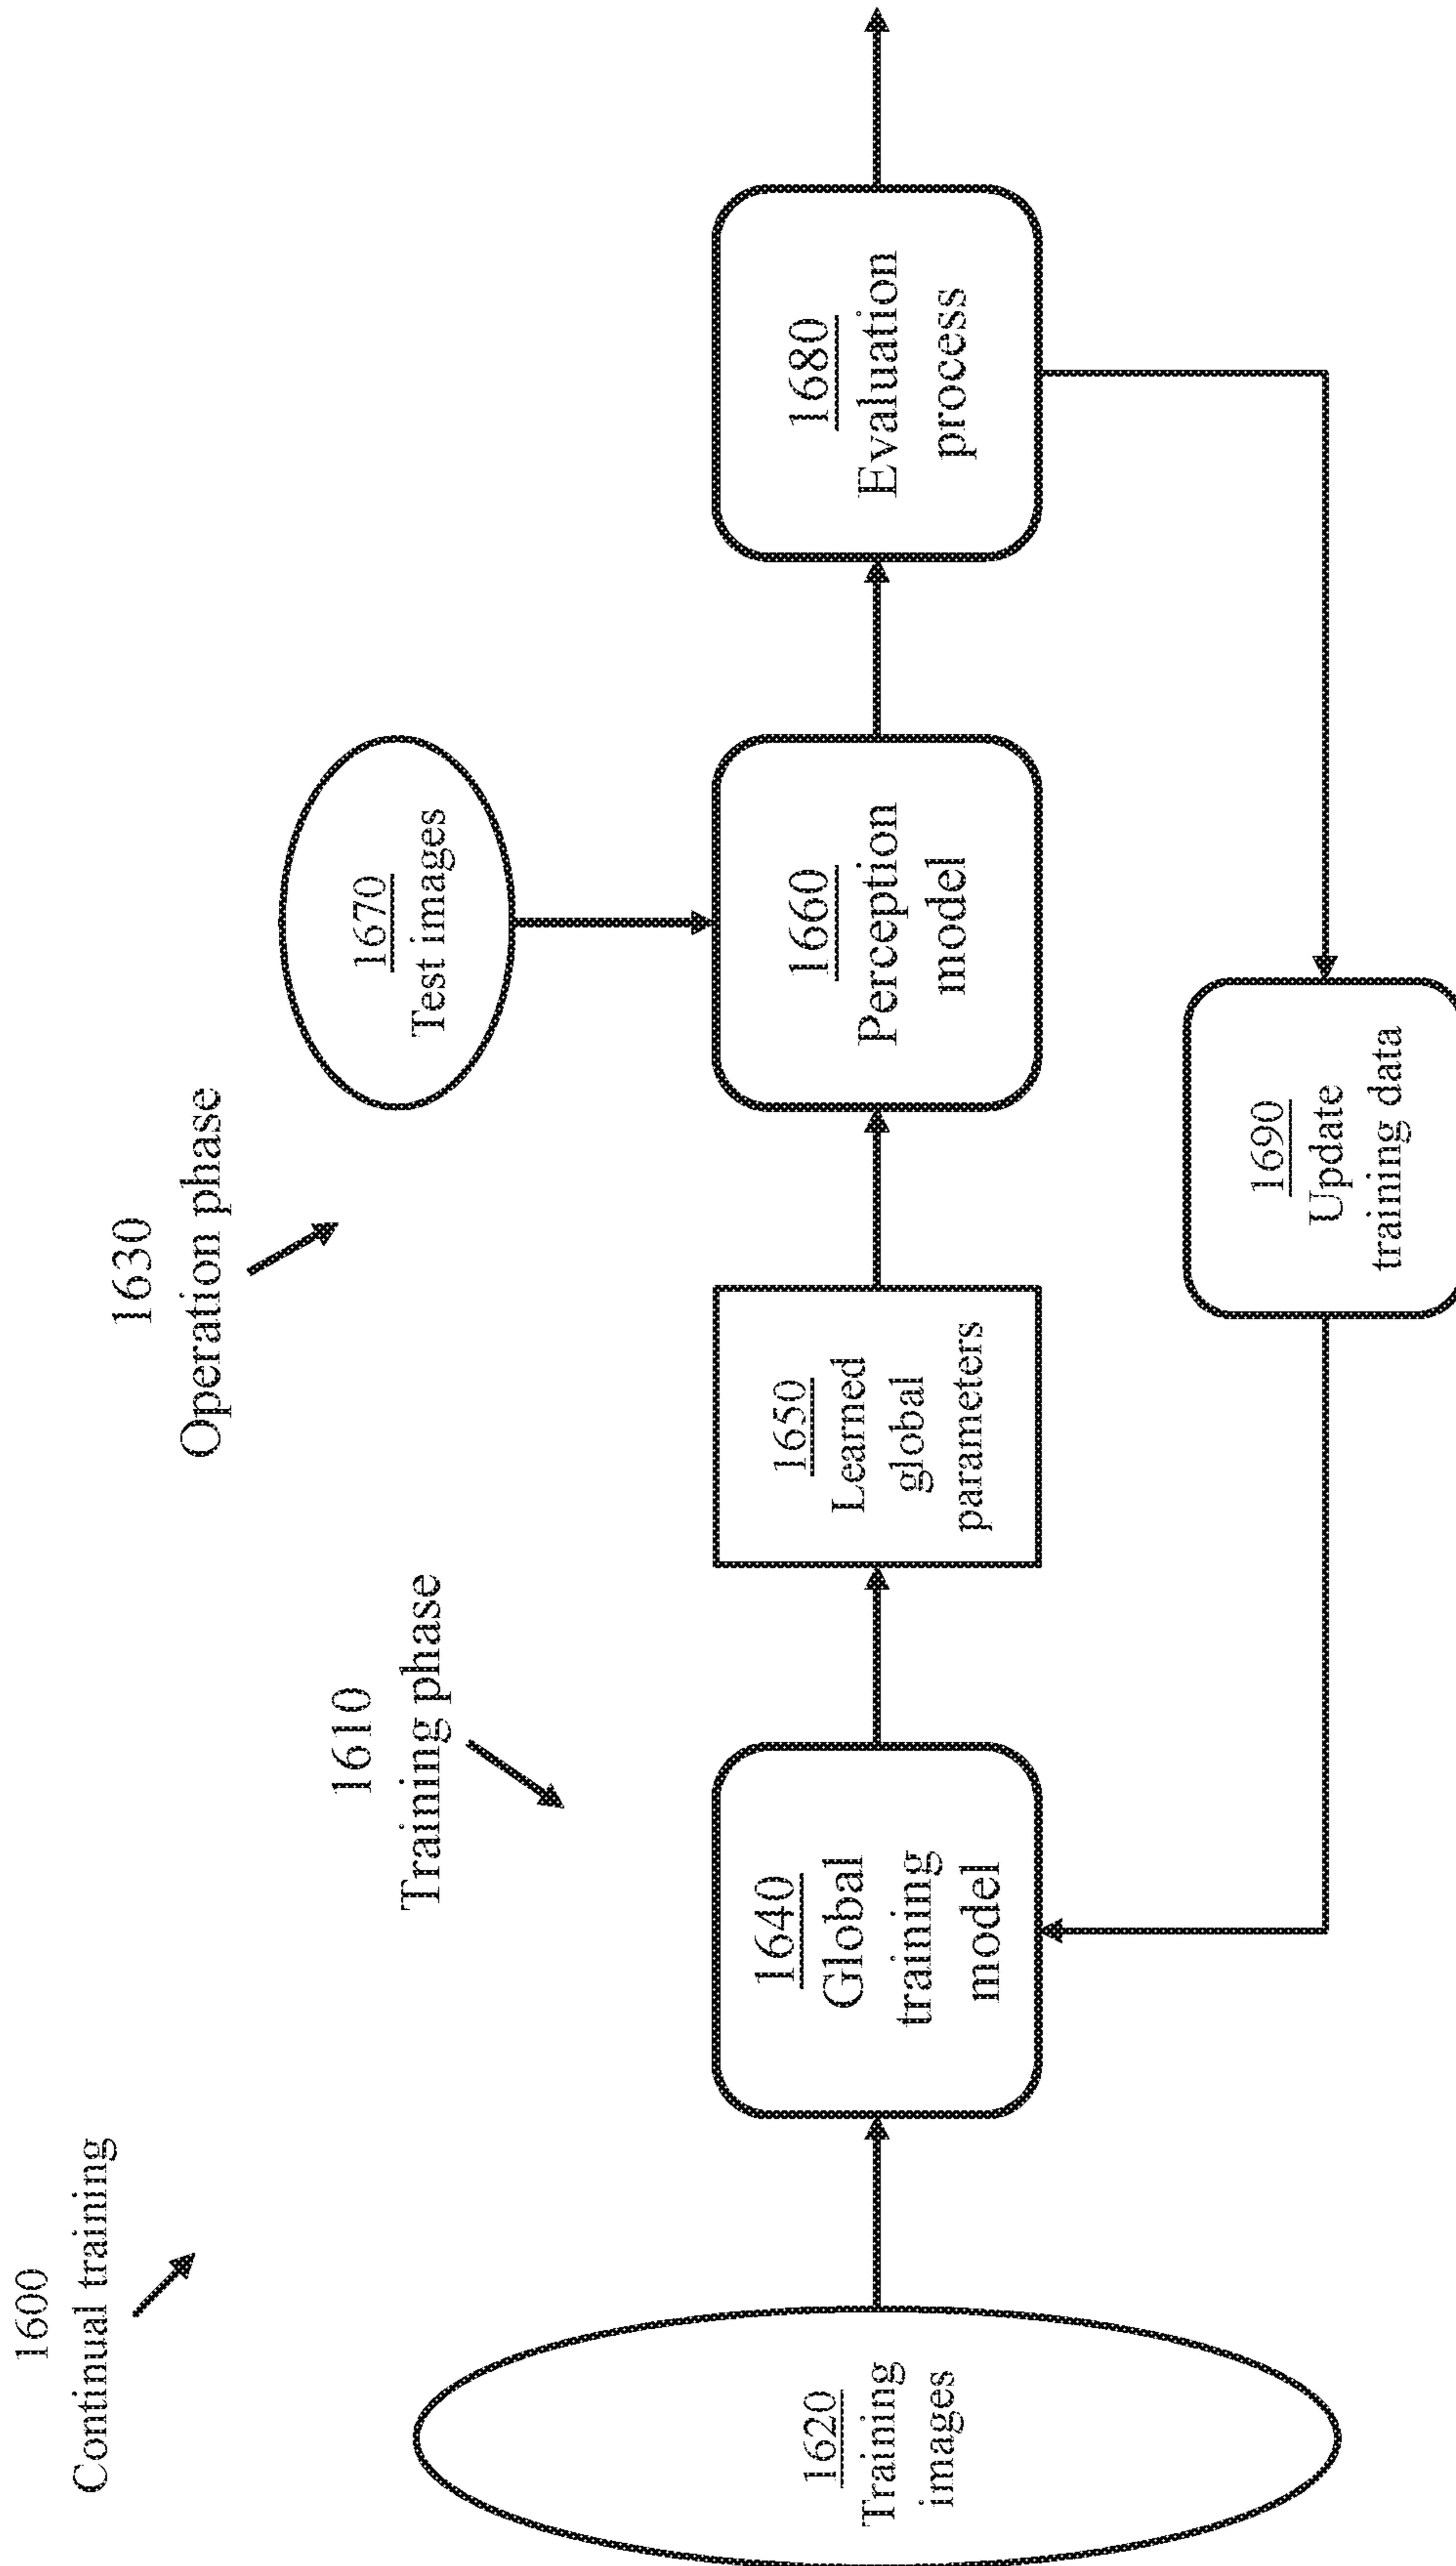 1600
Continual training
1610
Training phase
1630
Operation phase
1620
Training
images
1640
Global
training
model
1650
Learned
global
parameters
1660
Perception
model
1670
Test images
1680
Evaluation
process
1690
Update
training data